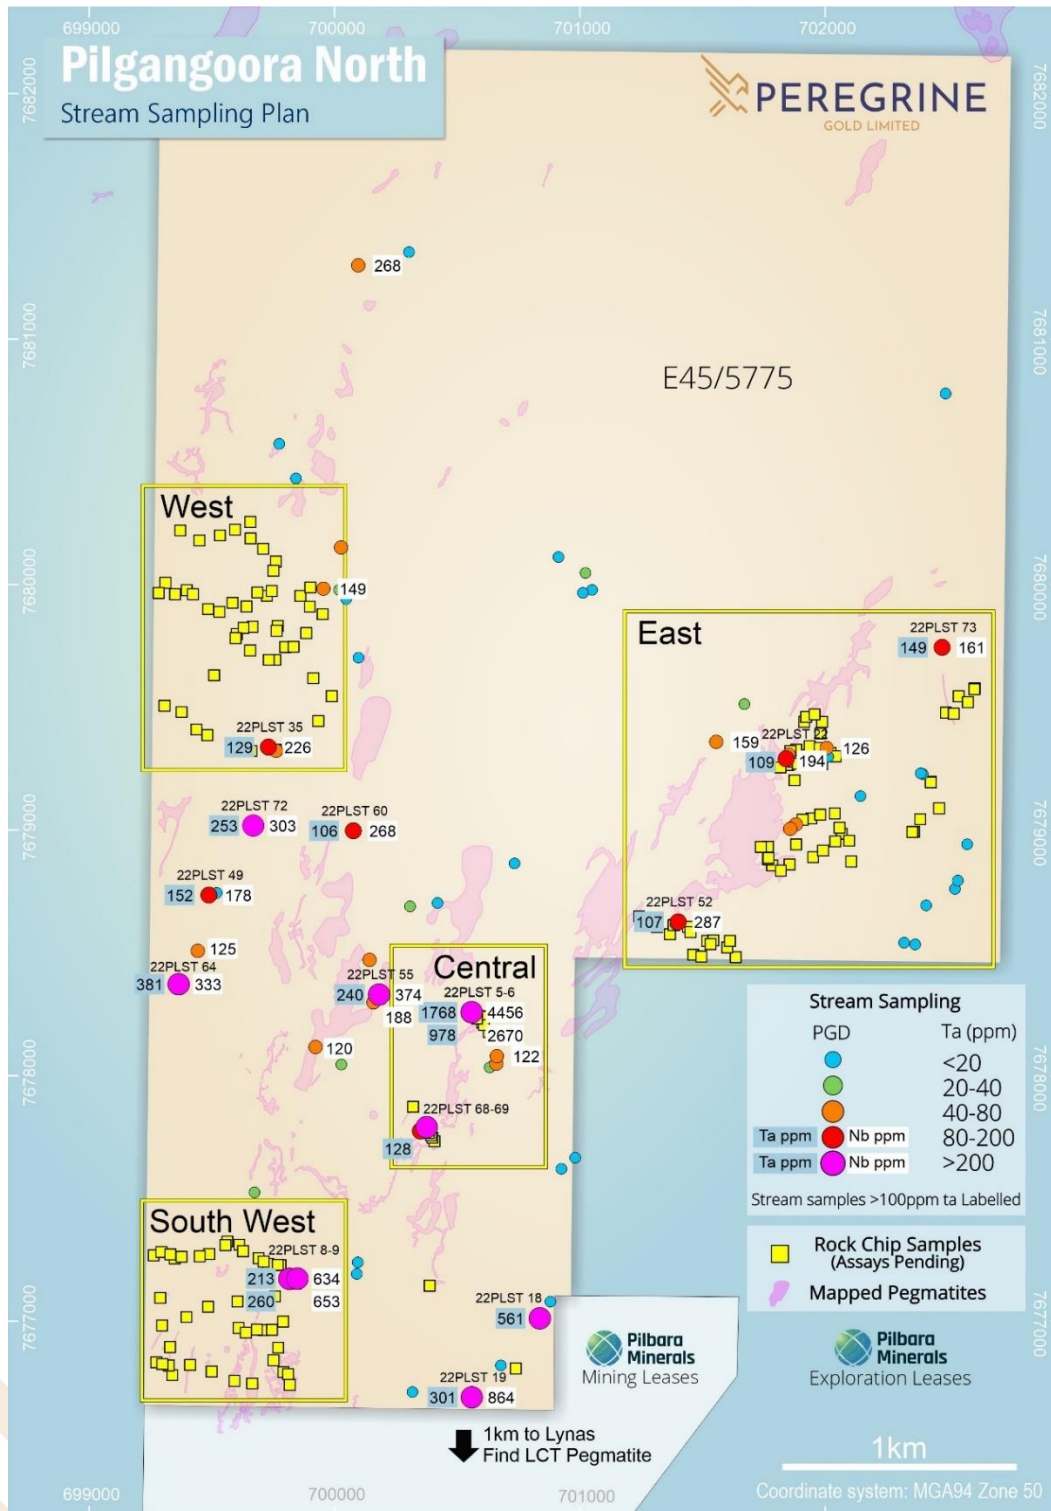 699000
700000
701000
702000
Pilgangoora North
Stream Sampling Plan
PEREGRINE
GOLD LIMITED
7682000
7682000
268
7681000
7681000
E45/5775
West
149
7680000
7680000
East
22PLST 73
149 161
22PLST 35
129 226
159
22PLST 22
109 194
126
22PLST 72
253 303
22PLST 60
106 268
7679000
7679000
22PLST 49
152 178
22PLST 52
107 287
125
22PLST 64
381 333
22PLST 55
240 374
188
Central
22PLST 5-6
1768 4456
978 2670
120
122
7678000
7678000
22PLST 68-69
128
Stream Sampling
PGD Ta (ppm)
<20
20-40
40-80
Ta ppm Nb ppm 80-200
Ta ppm Nb ppm >200
Stream samples >100ppm ta Labelled
Rock Chip Samples
(Assays Pending)
Mapped Pegmatites
South West
22PLST 8-9
213 634
260 653
7677000
7677000
22PLST 18
561
22PLST 19
301 864
Pilbara
Minerals
Mining Leases
Pilbara
Minerals
Exploration Leases
1km to Lynas
Find LCT Pegmatite
1km
Coordinate system: MGA94 Zone 50
699000
700000
701000